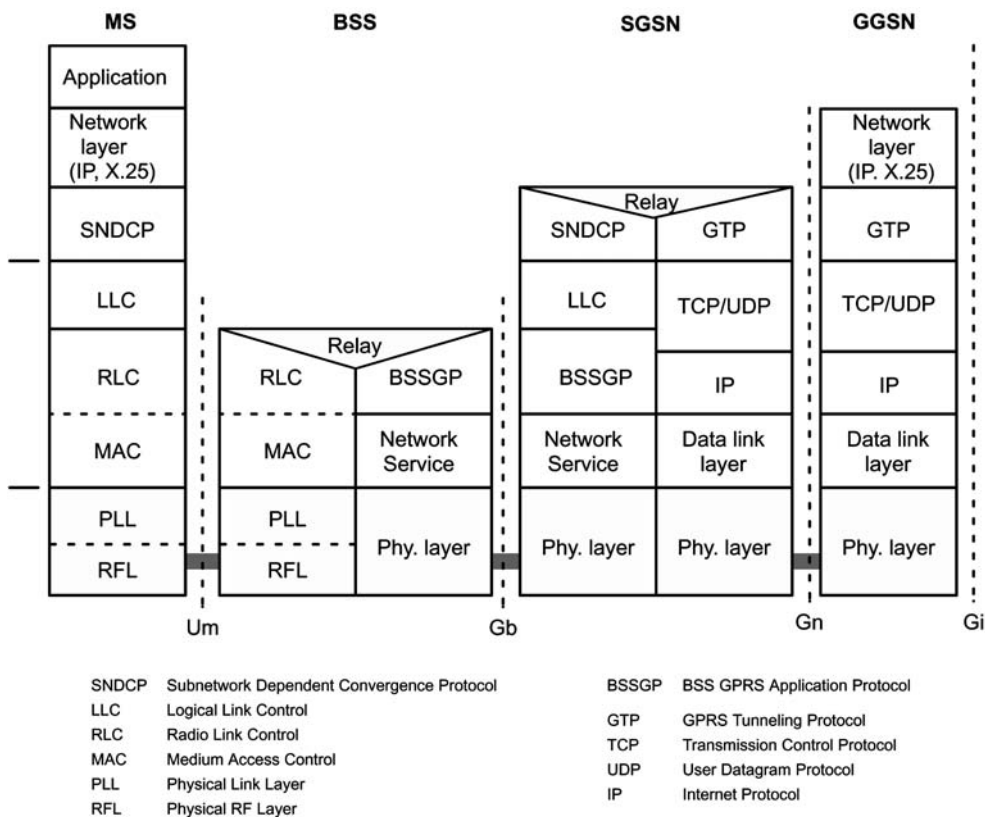 MS BSS SGSN GGSN
Application
Network
layer
(IP, X.25)
Network
layer
(IP. X.25)
Relay
SNDCP SNDCP GTP GTP
LLC LLC TCP/UDP TCP/UDP
Relay
RLC RLC BSSGP BSSGP IP IP
MAC MAC Network
Service
Network
Service
Data link
layer
Data link
layer
PLL PLL
Phy. layer Phy. layer Phy. layer Phy. layer
RFL RFL
Um Gb Gn Gi
SNDCP Subnetwork Dependent Convergence Protocol
LLC Logical Link Control
RLC Radio Link Control
MAC Medium Access Control
PLL Physical Link Layer
RFL Physical RF Layer
BSSGP BSS GPRS Application Protocol
GTP GPRS Tunneling Protocol
TCP Transmission Control Protocol
UDP User Datagram Protocol
IP Internet Protocol